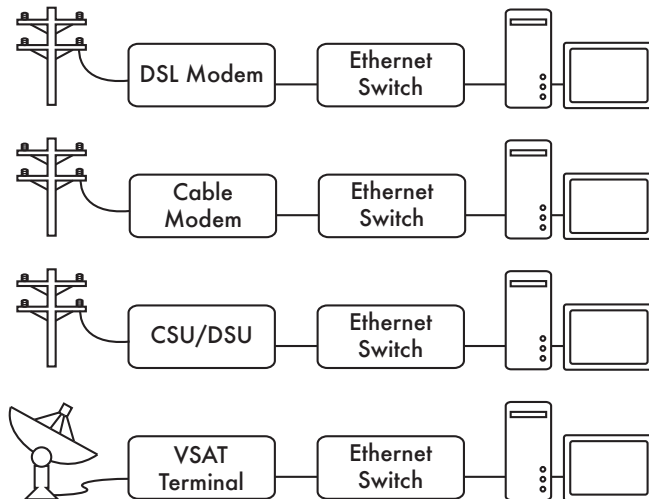 DSL Modem
Ethernet
Switch
Cable
Modem
Ethernet
Switch
CSU/DSU
Ethernet
Switch
VSAT
Terminal
Ethernet
Switch